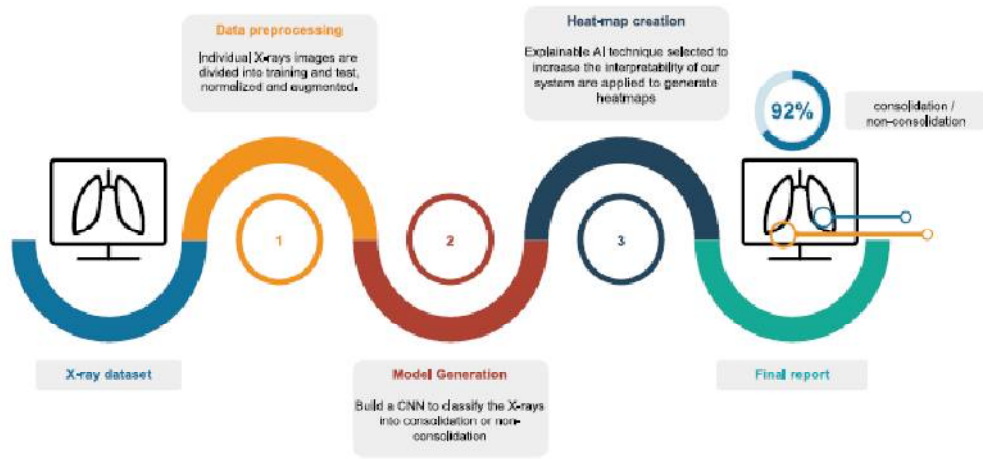 Data preprocessing
Individual X-rays images are
divided into training and test,
normalized and augmented.
Heat-map creation
Explainable AI technique selected to
increase the interpretability of our
system are applied to generate
heatmaps
92%
consolidation /
non-consolidation
1
2
3
X-ray dataset
Model Generation
Build a CNN to classify the X-rays
into consolidation or non-
consolidation
Final report